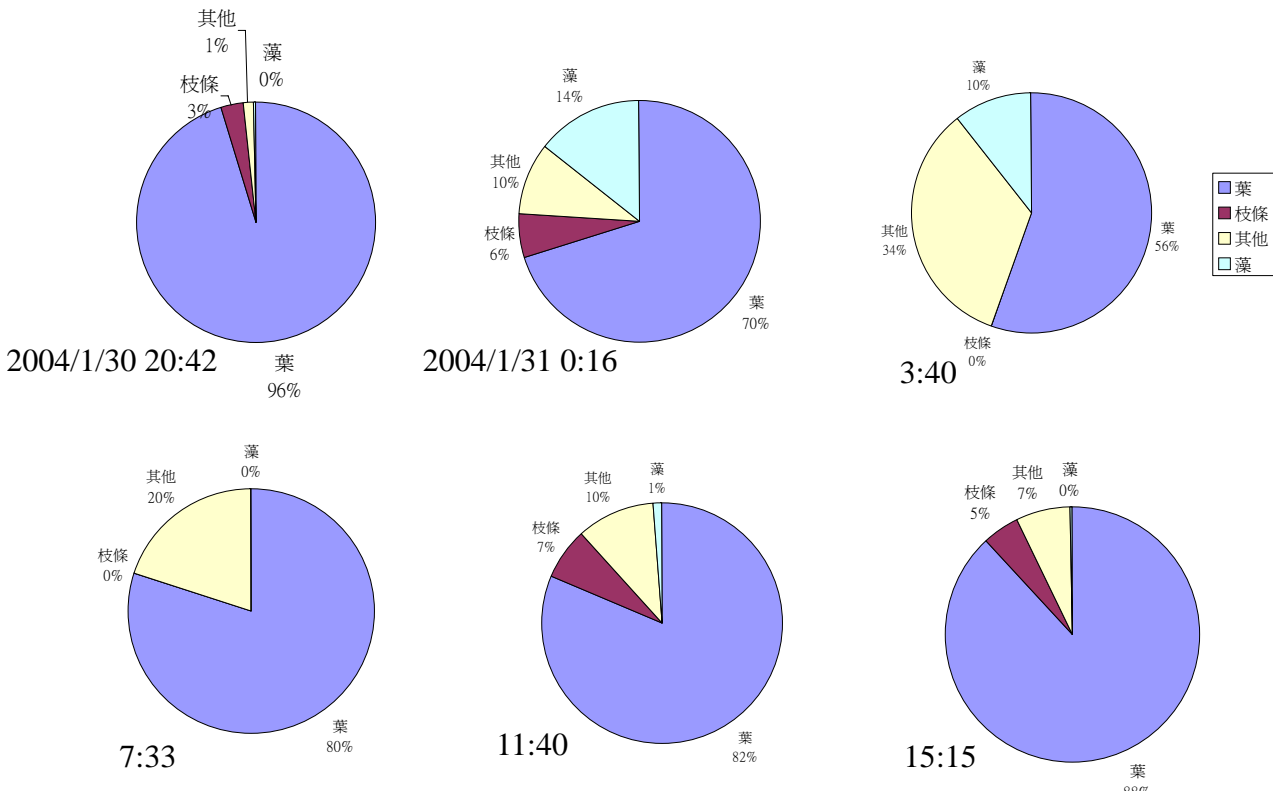 其他
1%
藻
0%
枝條
3%
葉
96%
2004/1/30 20:42
藻
14%
其他
10%
枝條
6%
葉
70%
2004/1/31 0:16
藻
10%
其他
34%
葉
56%
枝條
0%
3:40
葉
枝條
其他
藻
藻
0%
其他
20%
枝條
0%
葉
80%
7:33
藻
1%
其他
10%
枝條
7%
葉
82%
11:40
藻
0%
其他
7%
枝條
5%
葉
88%
15:15